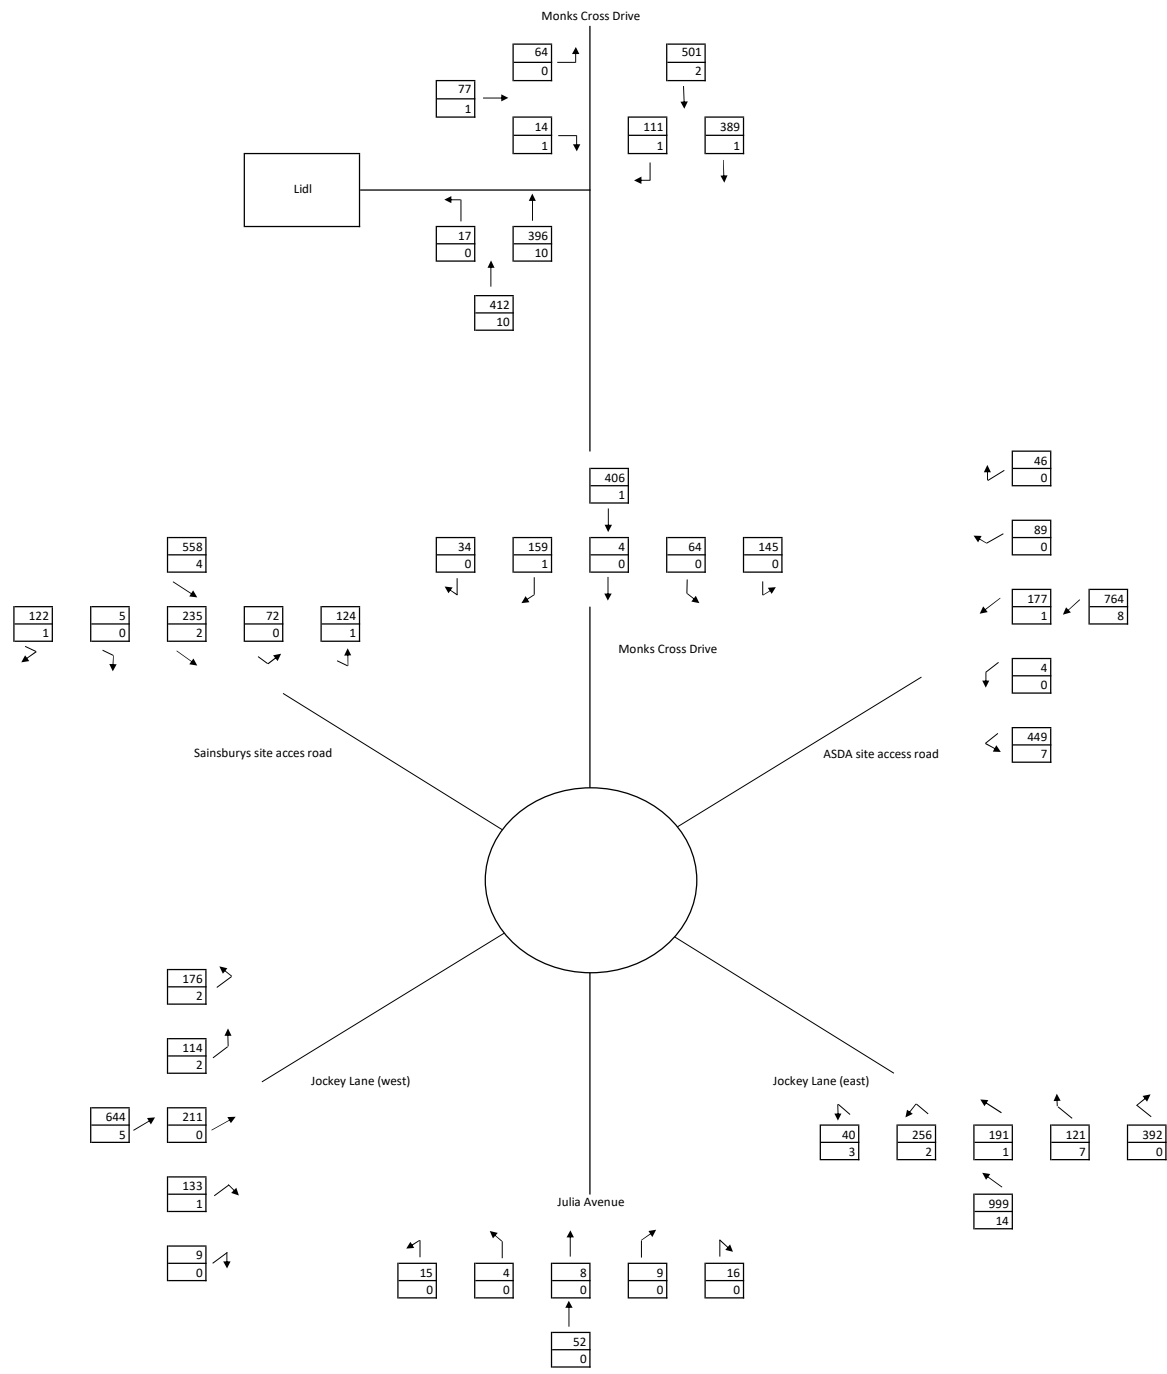 Monks Cross Drive
64 501
0 2
77
1
14 111 389
1 1 1
Lidl
17 396
0 10
412
10
46
0
406
1
89
0
558 34 159 4 64 145
4 0 1 0 0 0
177 764
1 8
122 5 235 72 124
1 0 2 0 1
Monks Cross Drive
4
0
449
7
Sainsburys site acces road
ASDA site access road
176
2
114
2
Jockey Lane (west)
Jockey Lane (east)
644 211
5 0
40 256 191 121 392
3 2 1 7 0
133
1
999
14
Julia Avenue
9
0
15 4 8 9 16
0 0 0 0 0
52
0